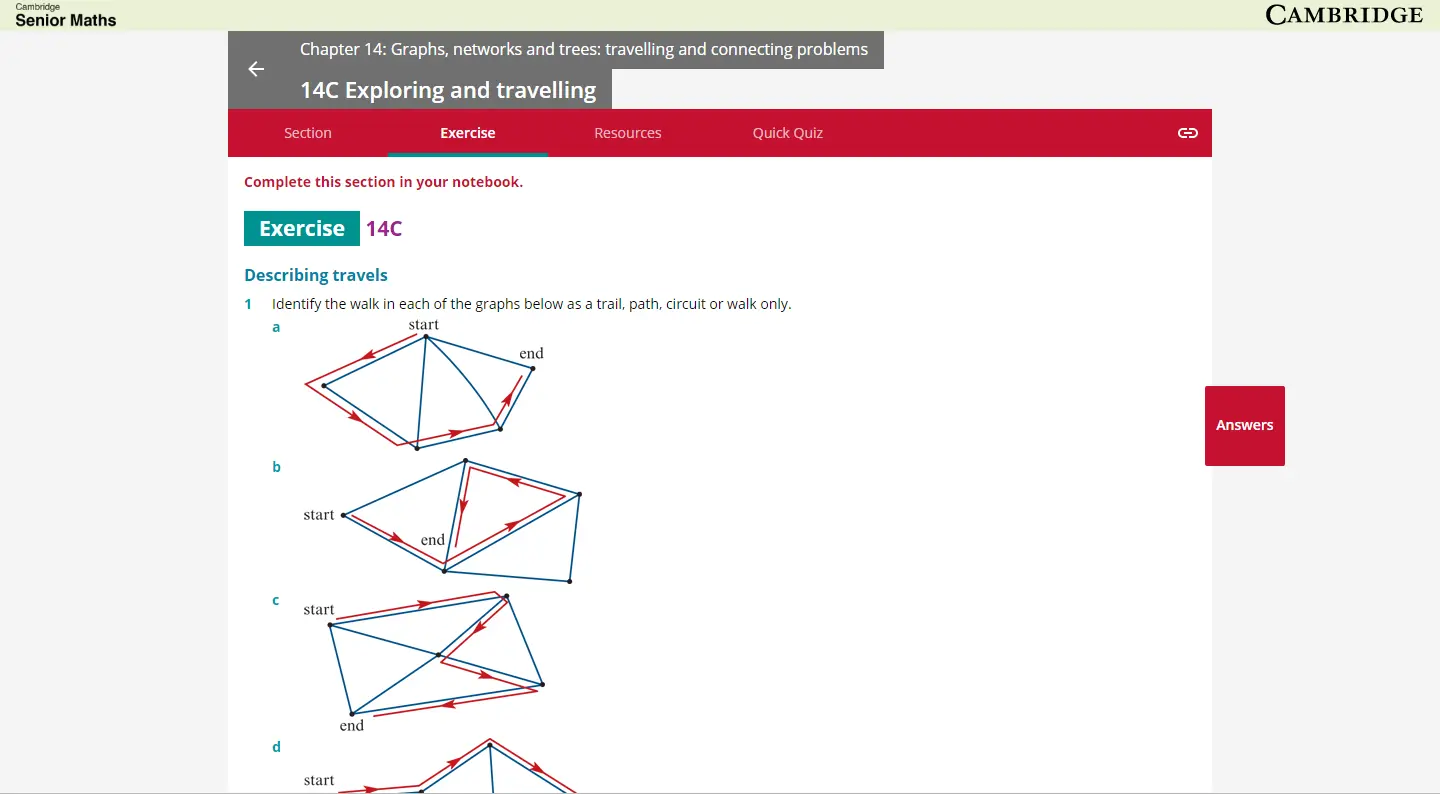 Cambridge
Senior Maths
CAMBRIDGE
Chapter 14: Graphs, networks and trees: travelling and connecting problems
14C Exploring and travelling
Section Exercise Resources Quick Quiz
Complete this section in your notebook.
Exercise 14C
Describing travels
1 Identify the walk in each of the graphs below as a trail, path, circuit or walk only.
a
start
end
b
start
end
c
start
end
d
start
Answers